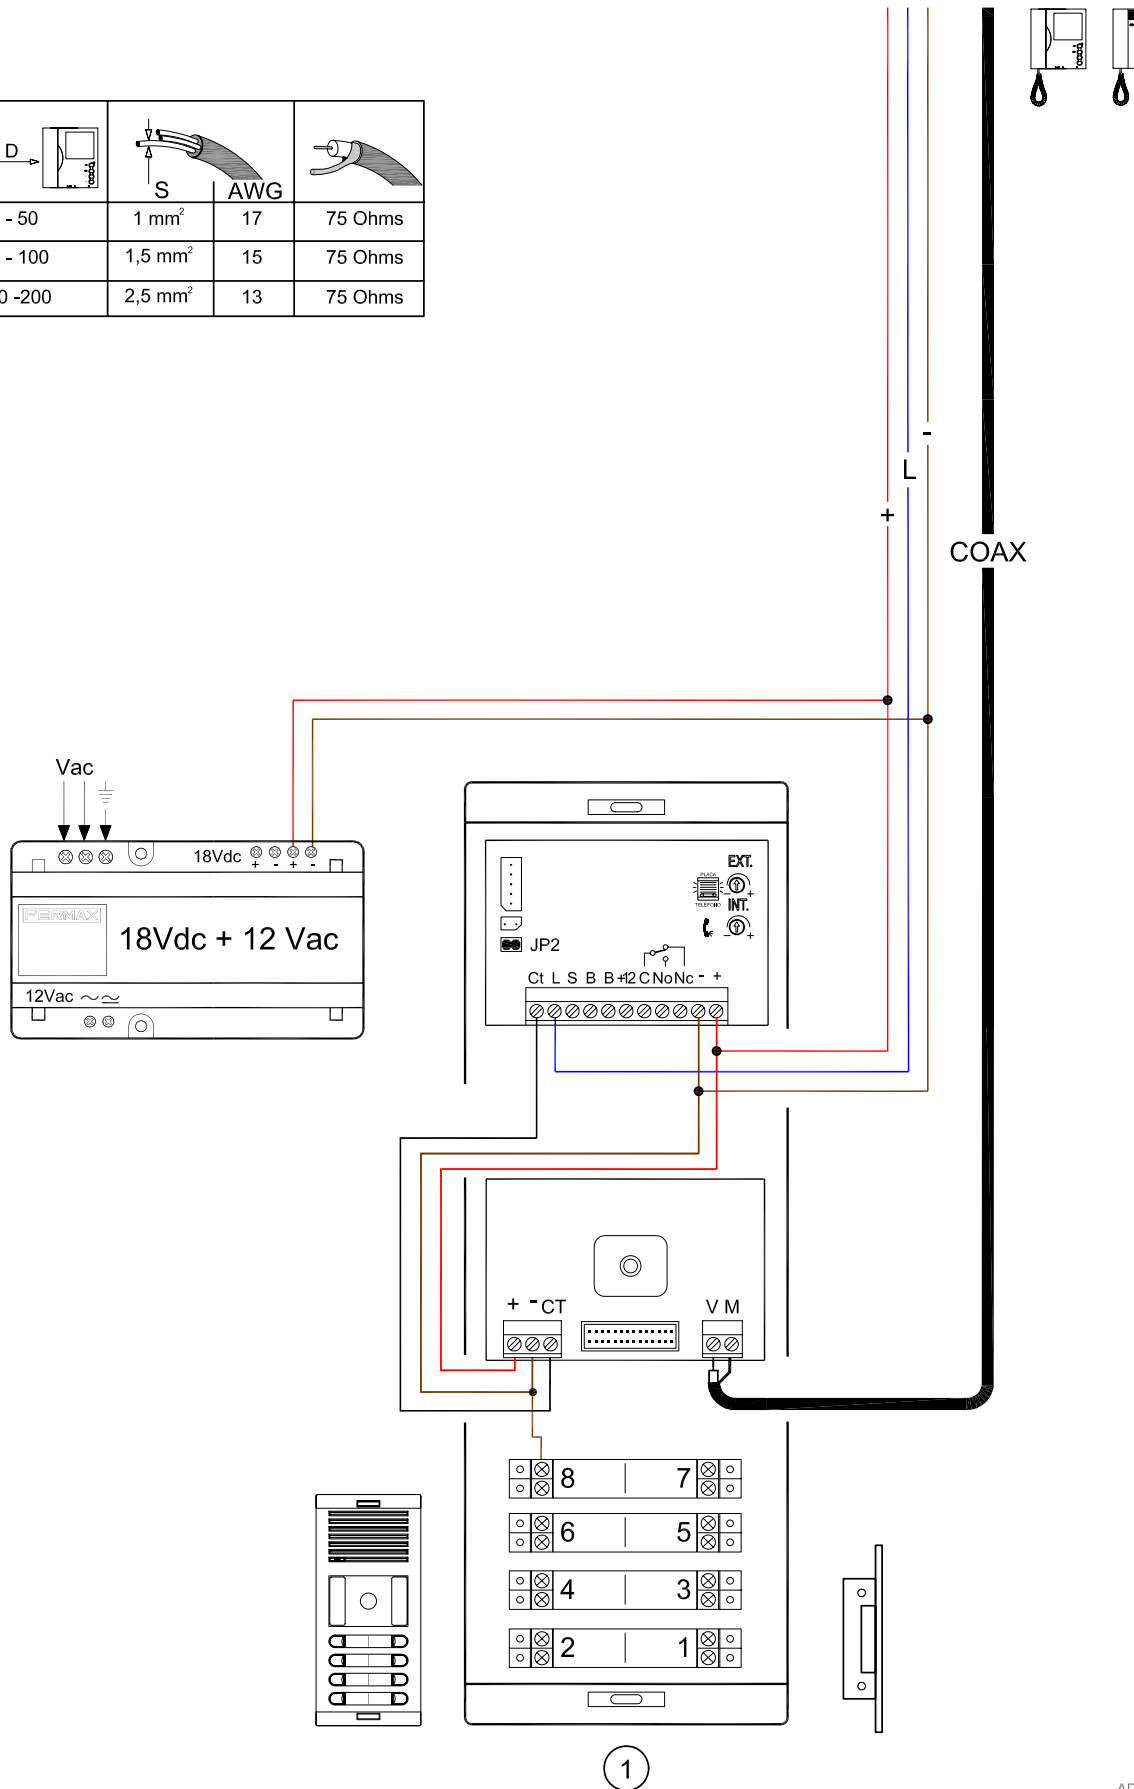 D
S AWG
- 50 1 mm² 17 75 Ohms
- 100 1,5 mm² 15 75 Ohms
0 -200 2,5 mm² 13 75 Ohms
-
L
+
COAX
Vac
18Vdc + - + -
FERMAX
18Vdc + 12 Vac
12Vac
EXT.
PLACA
- +
TELEFONO
INT.
- +
JP2
Ct L S B B +12 C No Nc - +
+ - CT
V M
8 7
6 5
4 3
2 1
1